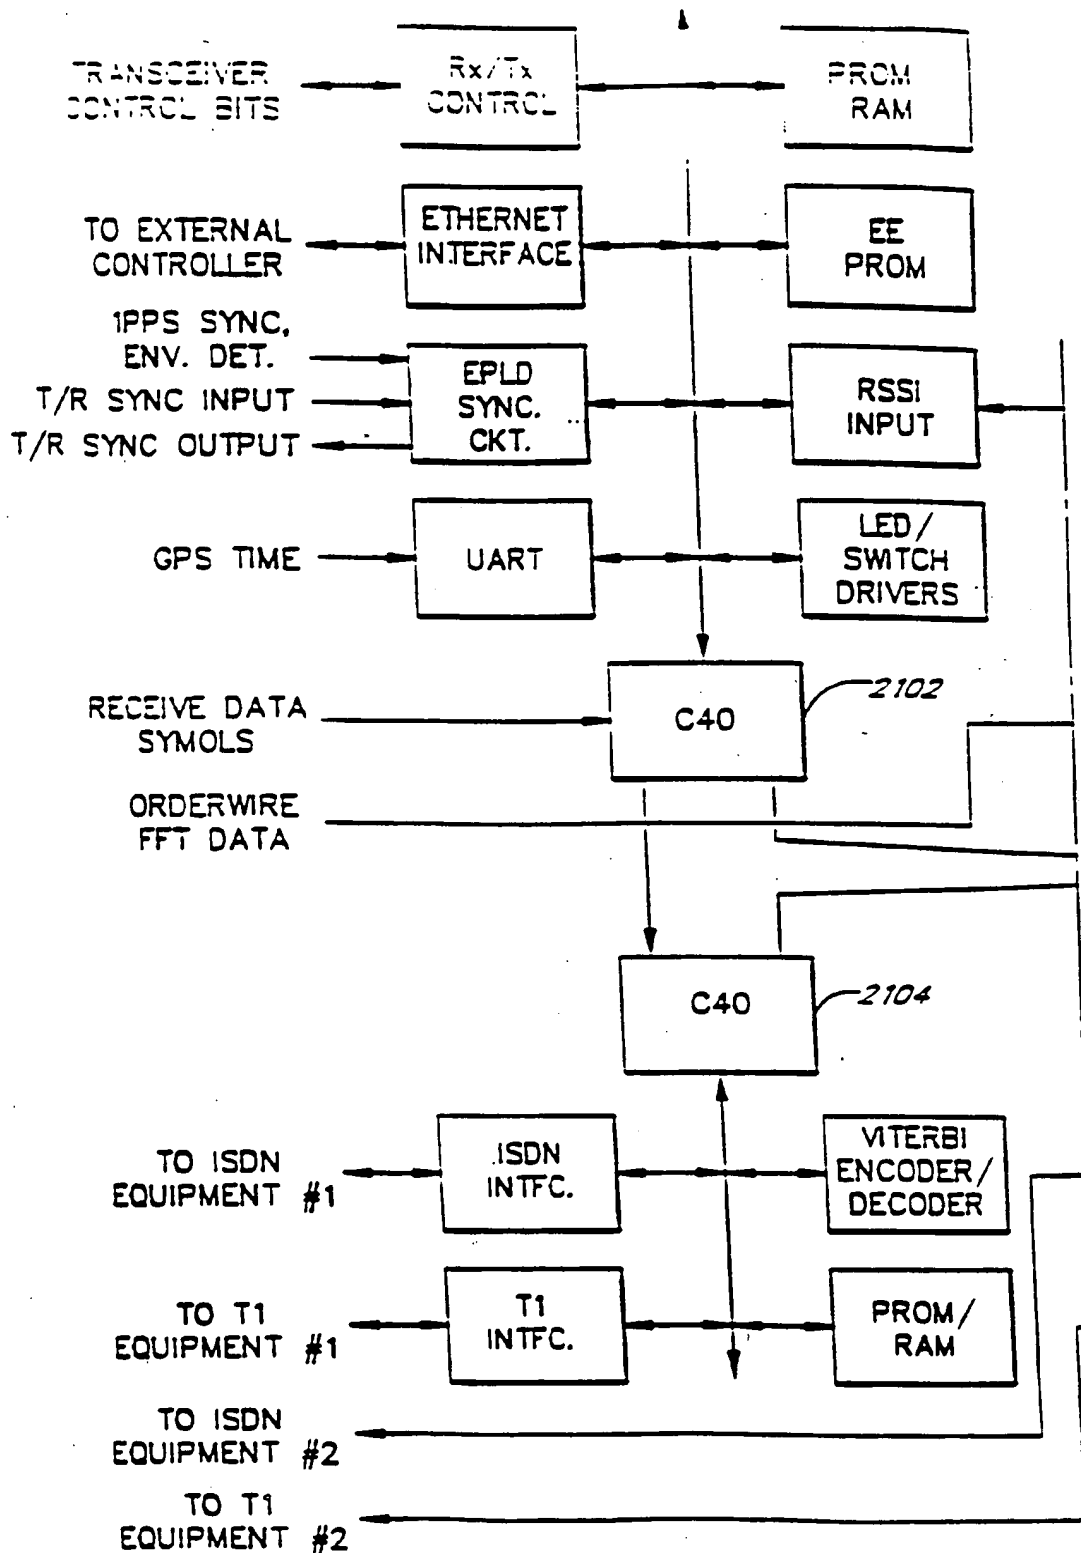 TRANSCEIVER
CONTROL BITS
Rx/Tx
CONTROL
PROM
RAM
TO EXTERNAL
CONTROLLER
ETHERNET
INTERFACE
EE
PROM
1PPS SYNC,
ENV. DET.
T/R SYNC INPUT
T/R SYNC OUTPUT
EPLD
SYNC.
CKT.
RSSI
INPUT
GPS TIME
UART
LED/
SWITCH
DRIVERS
RECEIVE DATA
SYMOLS
C40
2102
ORDERWIRE
FFT DATA
C40
2104
TO ISDN
EQUIPMENT #1
ISDN
INTFC.
VITERBI
ENCODER/
DECODER
TO T1
EQUIPMENT #1
T1
INTFC.
PROM/
RAM
TO ISDN
EQUIPMENT #2
TO T1
EQUIPMENT #2